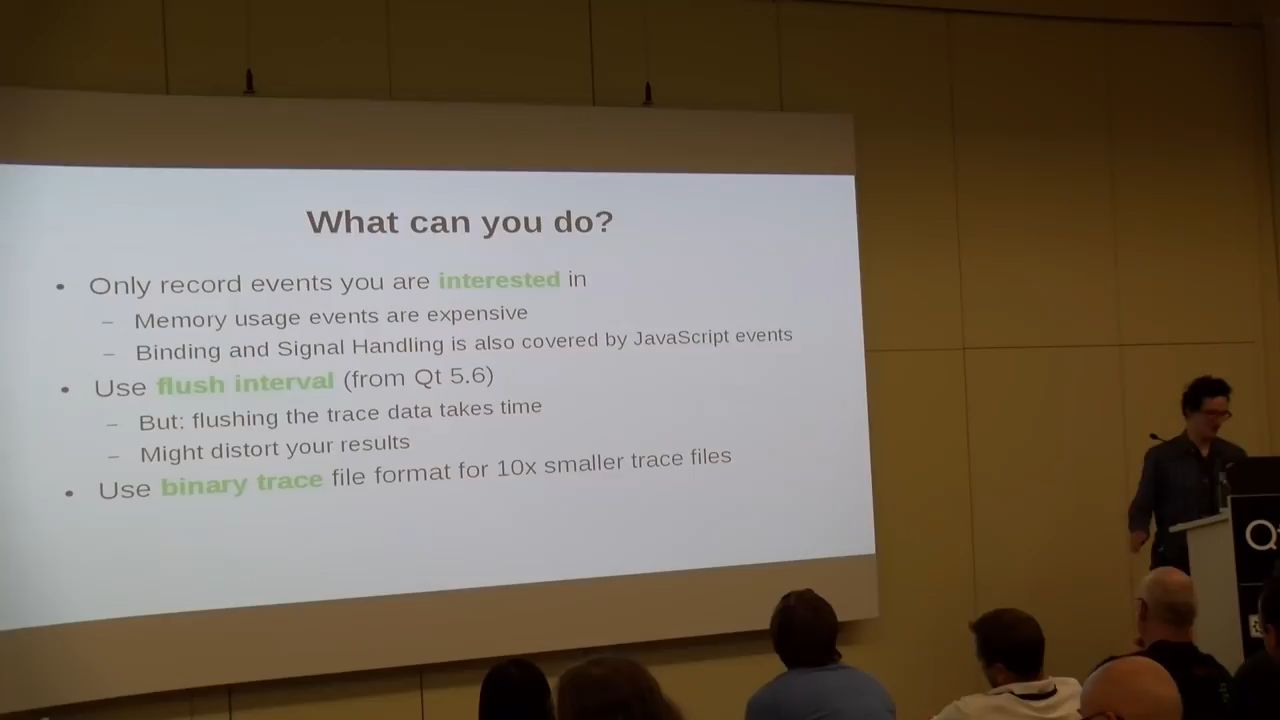 What can you do?
• Only record events you are interested in
– Memory usage events are expensive
– Binding and Signal Handling is also covered by JavaScript events
• Use flush interval (from Qt 5.6)
– But: flushing the trace data takes time
– Might distort your results
• Use binary trace file format for 10x smaller trace files